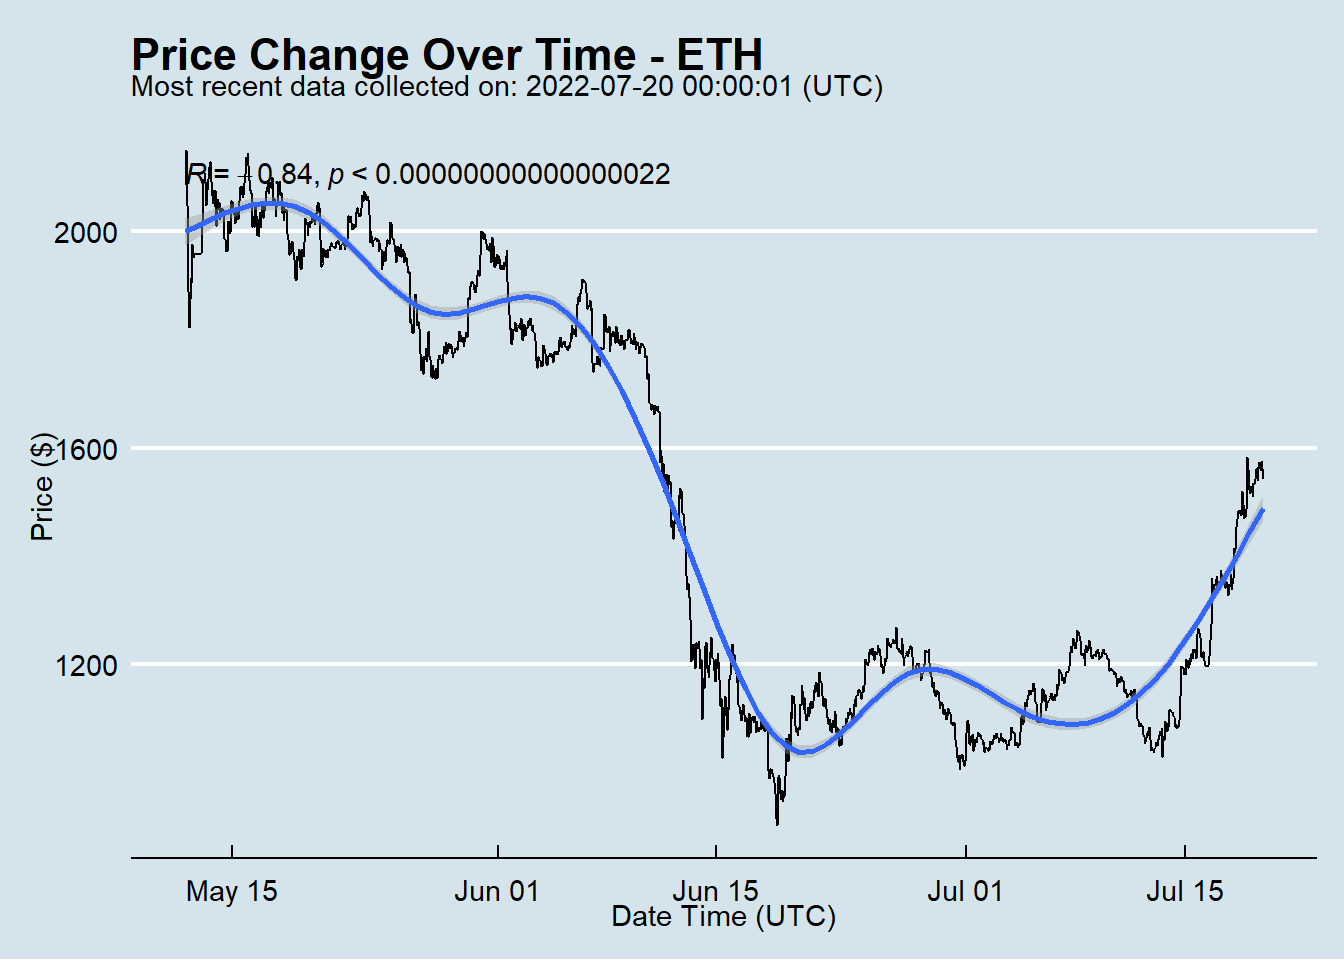 Price Change Over Time - ETH
Most recent data collected on: 2022-07-20 00:00:01 (UTC)
R = −0.84, p < 0.00000000000000022
2000
1600
1200
Price ($)
May 15
Jun 01
Jun 15
Jul 01
Jul 15
Date Time (UTC)